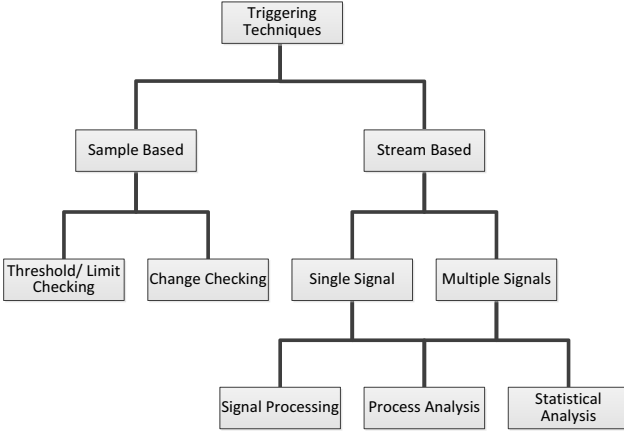 Triggering
Techniques
Sample Based
Stream Based
Threshold/ Limit
Checking
Change Checking
Single Signal
Multiple Signals
Signal Processing
Process Analysis
Statistical
Analysis